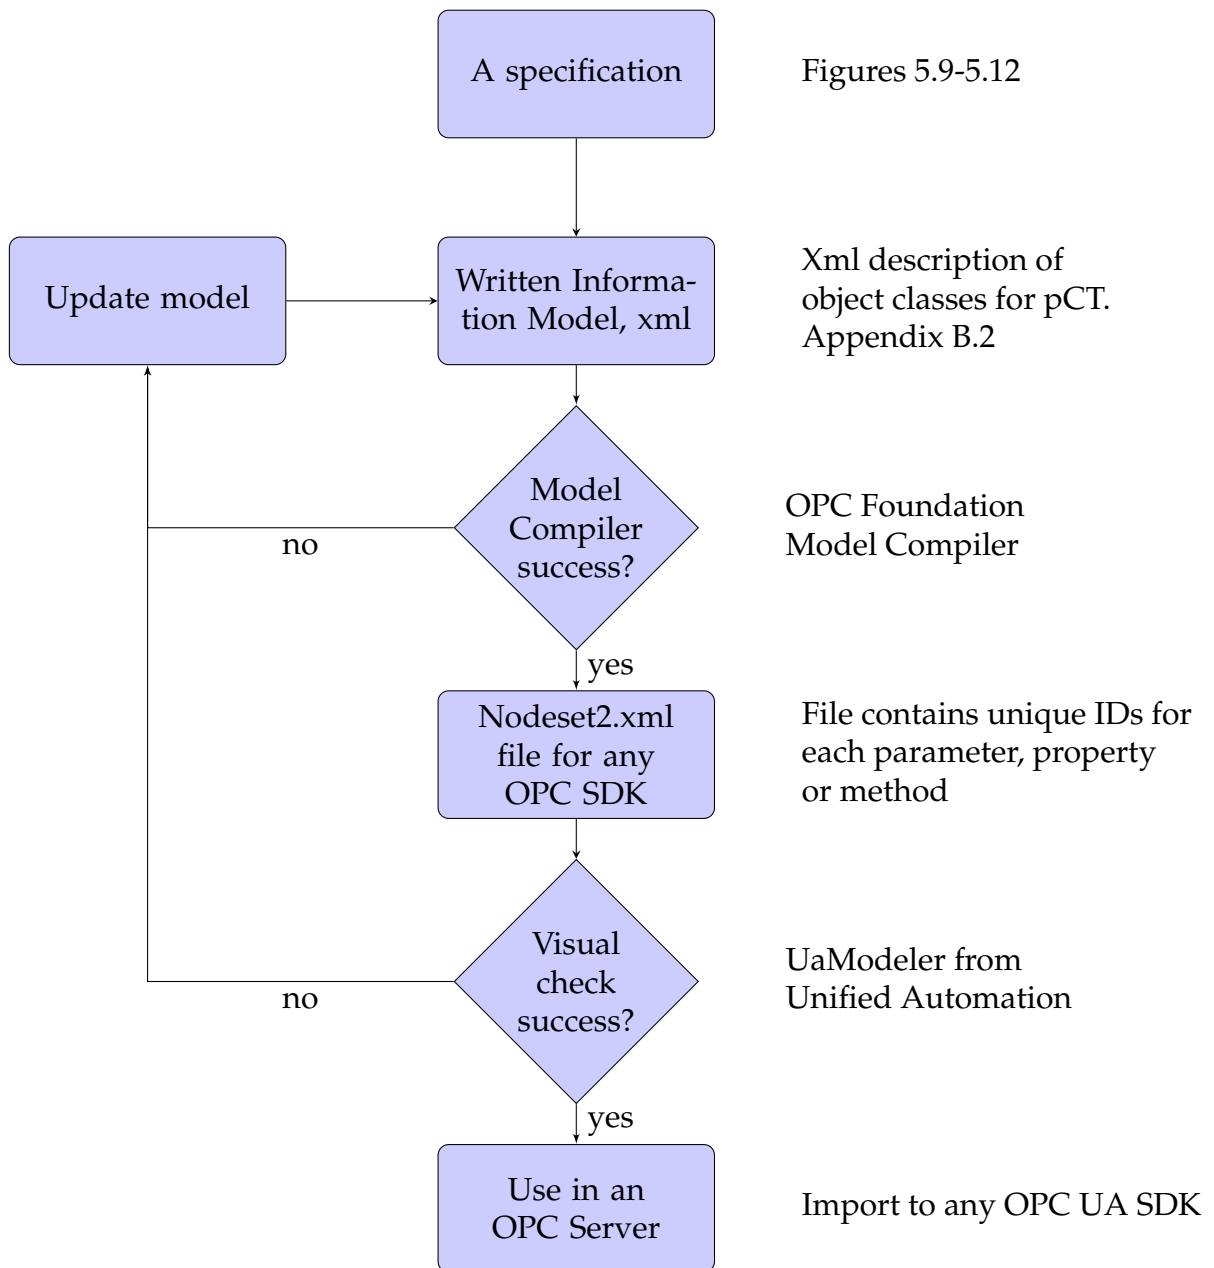 A specification
Figures 5.9-5.12
Update model
Written Informa-
tion Model, xml
Xml description of
object classes for pCT.
Appendix B.2
Model
Compiler
success?
OPC Foundation
Model Compiler
no
yes
Nodeset2.xml
file for any
OPC SDK
File contains unique IDs for
each parameter, property
or method
Visual
check
success?
UaModeler from
Unified Automation
no
yes
Use in an
OPC Server
Import to any OPC UA SDK